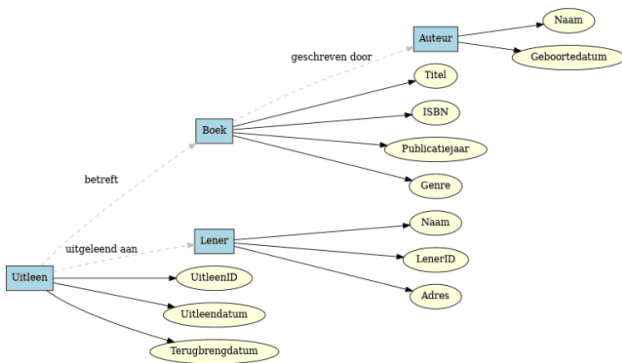 Naam
Auteur
geschreven door
Geboortedatum
Titel
ISBN
Boek
Publicatiejaar
betreft
Genre
Naam
Lener
uitgeleend aan
LenerID
Uitleen
UitleenID
Adres
Uitleendatum
Terugbrengdatum